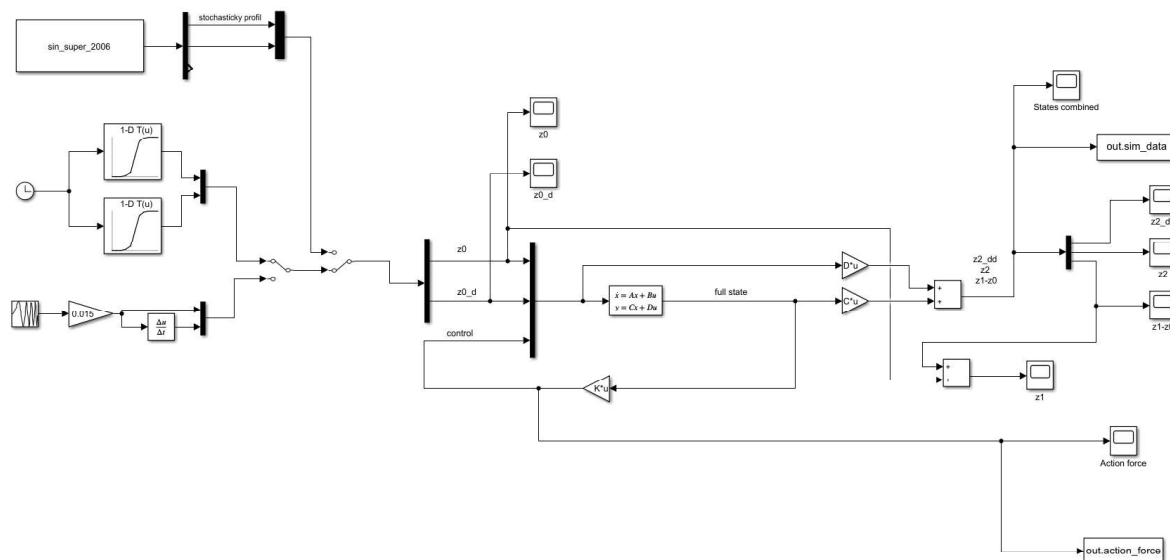 stochasticky profil
sin_super_2006
1-D T(u)
1-D T(u)
0.015
Δu
Δt
z0
z0_d
z0
z0_d
control
ẋ = Ax + Bu
y = Cx + Du
full state
K*u
D*u
C*u
+
+
z2_dd
z2
z1-z0
States combined
out.sim_data
z2_d
z2
z1-z
+
-
z1
Action force
out.action_force